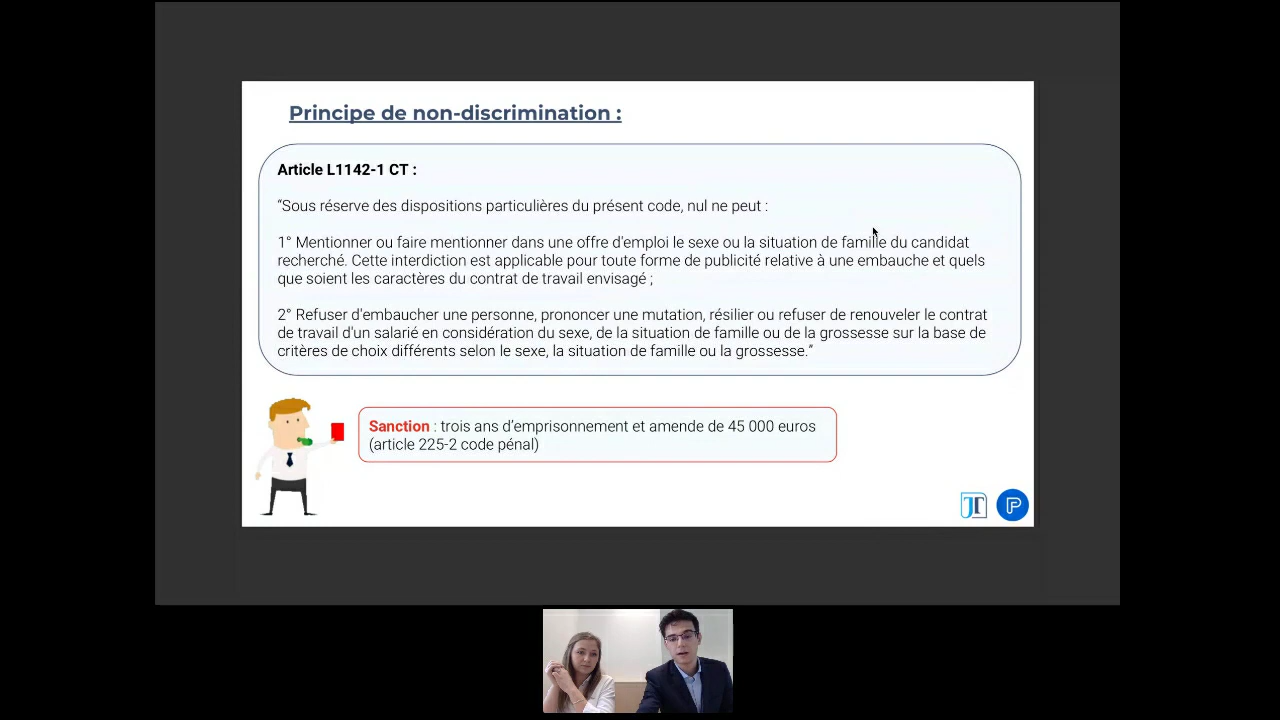 Principe de non-discrimination :
Article L1142-1 CT :
“Sous réserve des dispositions particulières du présent code, nul ne peut :
1° Mentionner ou faire mentionner dans une offre d'emploi le sexe ou la situation de famille du candidat
recherché. Cette interdiction est applicable pour toute forme de publicité relative à une embauche et quels
que soient les caractères du contrat de travail envisagé ;
2° Refuser d'embaucher une personne, prononcer une mutation, résilier ou refuser de renouveler le contrat
de travail d'un salarié en considération du sexe, de la situation de famille ou de la grossesse sur la base de
critères de choix différents selon le sexe, la situation de famille ou la grossesse.”
Sanction : trois ans d’emprisonnement et amende de 45 000 euros
(article 225-2 code pénal)
JT
P